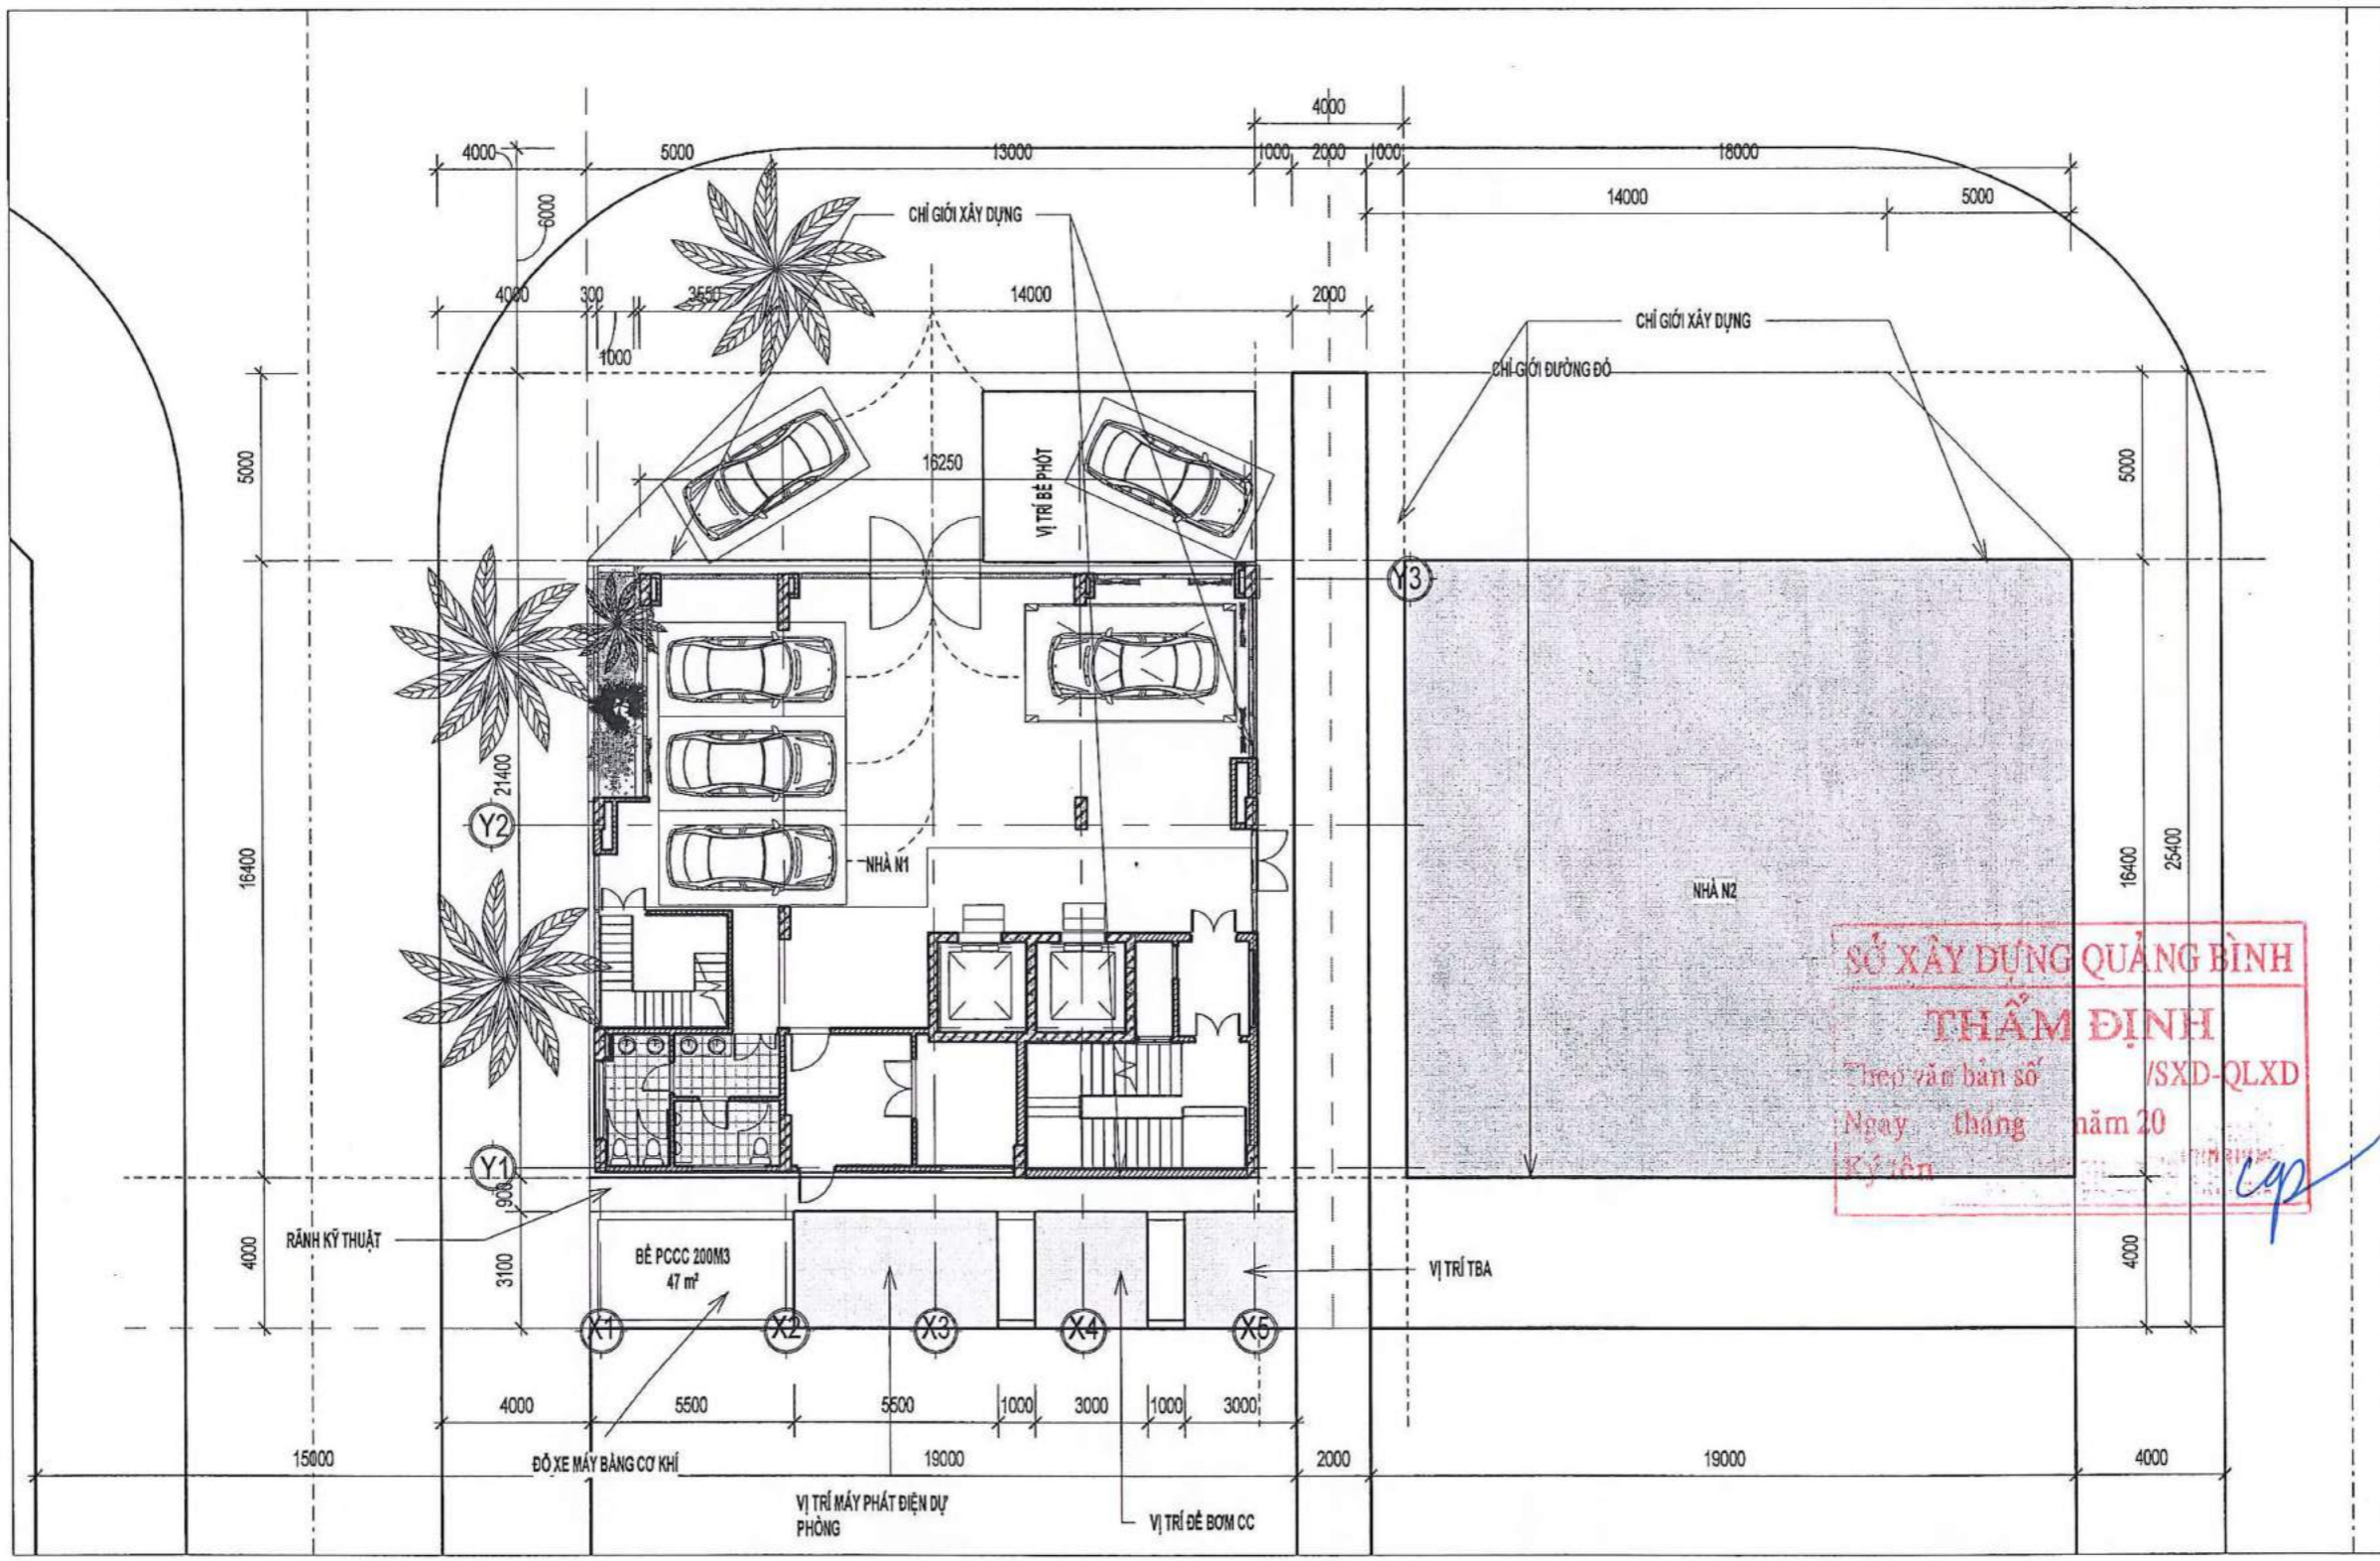 4000
4000
5000
13000
1000
2000
1000
18000
14000
5000
6000
CHỈ GIỚI XÂY DỰNG
4000
300
3550
14000
2000
1000
CHỈ GIỚI XÂY DỰNG
CHỈ GIỚI ĐƯỜNG ĐỎ
5000
16250
VỊ TRÍ BỂ PHỐT
5000
Y3
21400
Y2
16400
NHÀ N1
NHÀ N2
16400
25400
SỞ XÂY DỰNG QUẢNG BÌNH
THẨM ĐỊNH
Theo văn bản số /SXD-QLXD
Ngày tháng năm 20
Ký tên
Y1
900
RÃNH KỸ THUẬT
4000
3100
BỂ PCCC 200M3
47 m²
VỊ TRÍ TBA
4000
X1
X2
X3
X4
X5
4000
5500
5500
1000
3000
1000
3000
15000
ĐỖ XE MÁY BẰNG CƠ KHÍ
19000
2000
19000
4000
VỊ TRÍ MÁY PHÁT ĐIỆN DỰ
PHÒNG
VỊ TRÍ ĐỂ BƠM CC